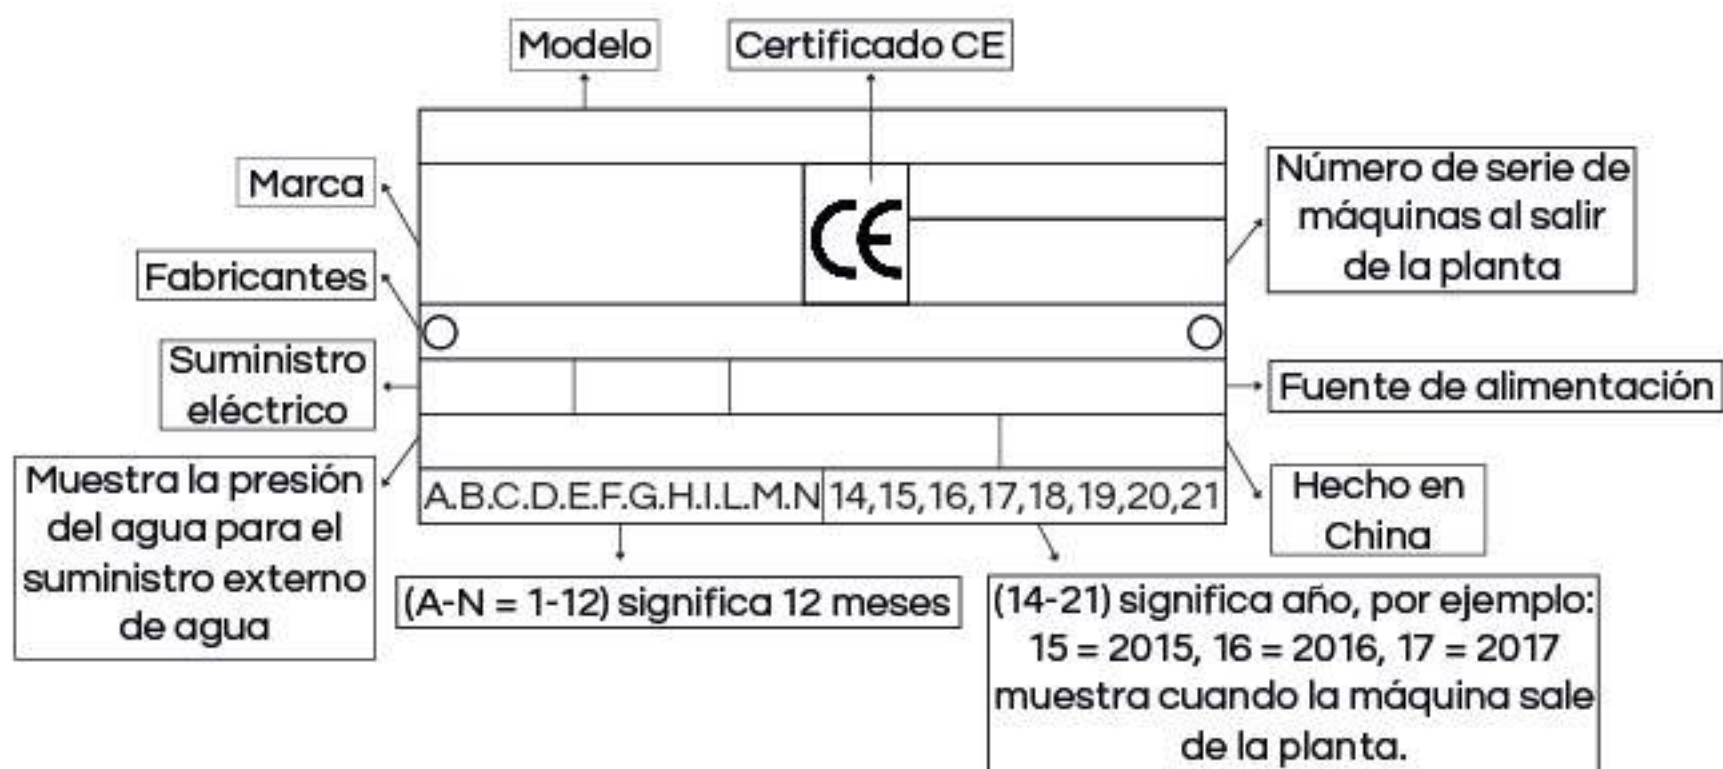 Modelo
Certificado CE
Marca
Fabricantes
Suministro
eléctrico
Muestra la presión
del agua para el
suministro externo
de agua
CE
Número de serie de
máquinas al salir
de la planta
Fuente de alimentación
Hecho en
China
A.B.C.D.E.F.G.H.I.L.M.N
14,15,16,17,18,19,20,21
(A-N = 1-12) significa 12 meses
(14-21) significa año, por ejemplo:
15 = 2015, 16 = 2016, 17 = 2017
muestra cuando la máquina sale
de la planta.